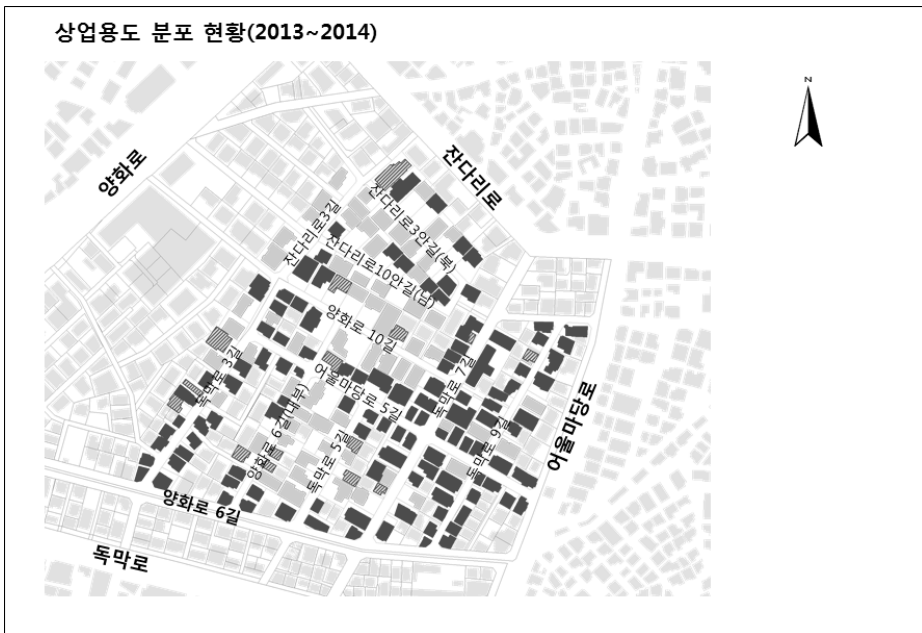 상업용도 분포 현황(2013~2014)
N
양화로
잔다리로
잔다리로3안길(북)
잔다리로3길
잔다리로10안길(남)
양화로 10길
어울마당로 5길
독막로 7길
독막로 3길
양화로 6길(내부)
독막로 5길
독막로 9길
어울마당로
양화로 6길
독막로